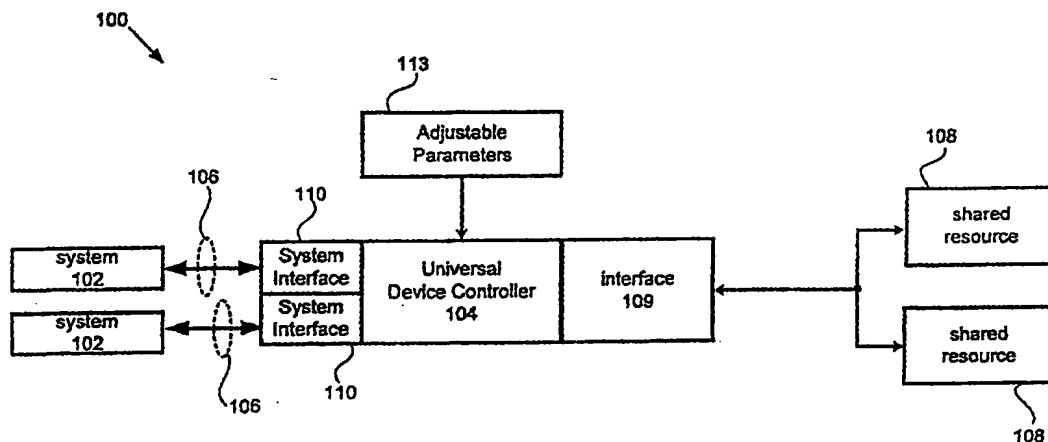 100
113
Adjustable
Parameters
108
shared
resource
106
110
system
102
System
Interface
Universal
Device Controller
104
interface
109
system
102
System
Interface
shared
resource
106
110
108